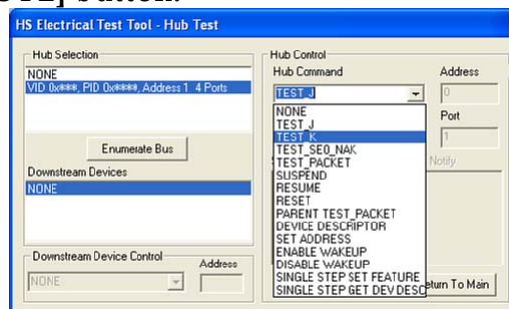 button.
HS Electrical Test Tool - Hub Test
Hub Selection
NONE
VID 0x***, PID 0x****, Address 1 4 Ports
Enumerate Bus
Downstream Devices
NONE
Downstream Device Control
Address
NONE
Hub Control
Hub Command
Address
TEST_J
0
Port
1
NONE
TEST_J
TEST_K
TEST_SE0_NAK
TEST_PACKET
SUSPEND
RESUME
RESET
PARENT TEST_PACKET
DEVICE DESCRIPTOR
SET ADDRESS
ENABLE WAKEUP
DISABLE WAKEUP
SINGLE STEP SET FEATURE
SINGLE STEP GET DEV DESC
Notify
Return To Main